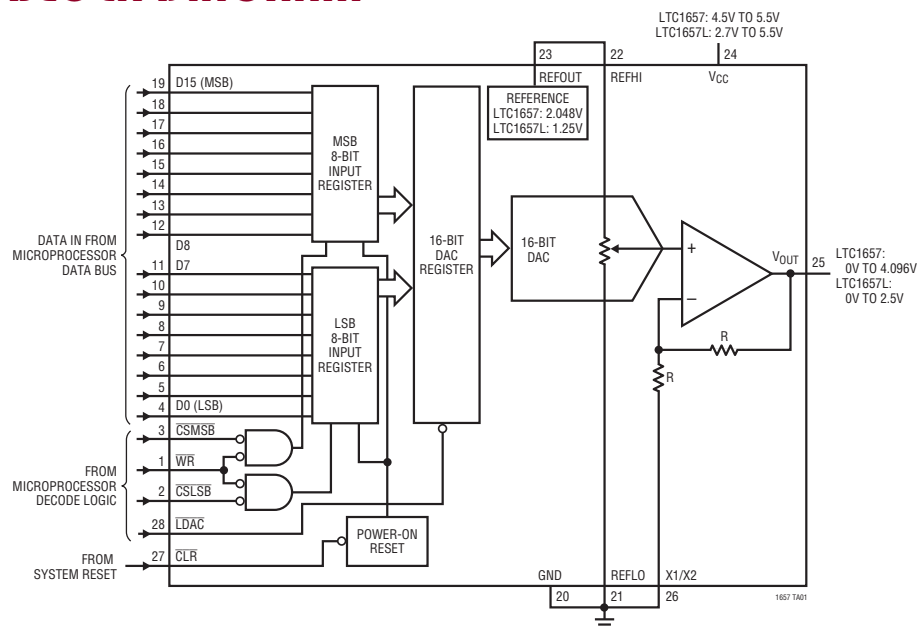 LTC1657: 4.5V TO 5.5V
LTC1657L: 2.7V TO 5.5V
23
22
24
REFOUT
REFHI
VCC
REFERENCE
LTC1657: 2.048V
LTC1657L: 1.25V
19 D15 (MSB)
18
17
16
15
14
13
12
D8
DATA IN FROM
MICROPROCESSOR
DATA BUS
11 D7
10
9
8
7
6
5
4 D0 (LSB)
MSB
8-BIT
INPUT
REGISTER
LSB
8-BIT
INPUT
REGISTER
16-BIT
DAC
REGISTER
16-BIT
DAC
+
−
VOUT
25
LTC1657:
0V TO 4.096V
LTC1657L:
0V TO 2.5V
R
R
3 CSMSB
1 WR
2 CSLSB
28 LDAC
FROM
MICROPROCESSOR
DECODE LOGIC
27 CLR
FROM
SYSTEM RESET
POWER-ON
RESET
GND
REFLO
X1/X2
20
21
26
1657 TA01